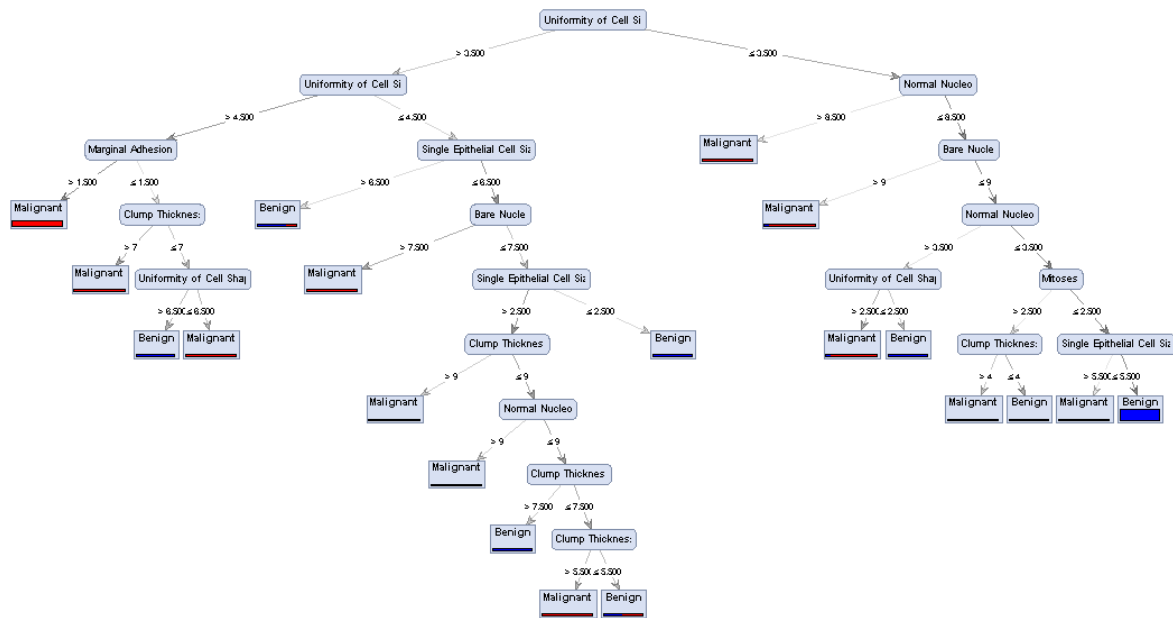 Uniformity of Cell Si
> 3.500
≤ 3.500
Uniformity of Cell Si
Normal Nucleo
> 4.500
≤ 4.500
> 8.500
≤ 8.500
Marginal Adhesion
Single Epithelial Cell Siz
Malignant
Bare Nucle
> 1.500
≤ 1.500
> 6.500
≤ 6.500
> 9
≤ 9
Malignant
Clump Thicknes:
Benign
Bare Nucle
Malignant
Normal Nucleo
> 7
≤ 7
> 7.500
≤ 7.500
> 3.500
≤ 3.500
Malignant
Uniformity of Cell Shap
Malignant
Single Epithelial Cell Siz
Uniformity of Cell Shap
Mitoses
> 6.500
≤ 6.500
> 2.500
≤ 2.500
> 2.500
≤ 2.500
> 2.500
≤ 2.500
Benign
Malignant
Clump Thicknes
Benign
Malignant
Benign
Clump Thicknes:
Single Epithelial Cell Siz
> 9
≤ 9
> 4
≤ 4
> 5.500
≤ 5.500
Malignant
Normal Nucleo
Malignant
Benign
Malignant
Benign
> 9
≤ 9
Malignant
Clump Thicknes
> 7.500
≤ 7.500
Benign
Clump Thicknes:
> 5.500
≤ 5.500
Malignant
Benign